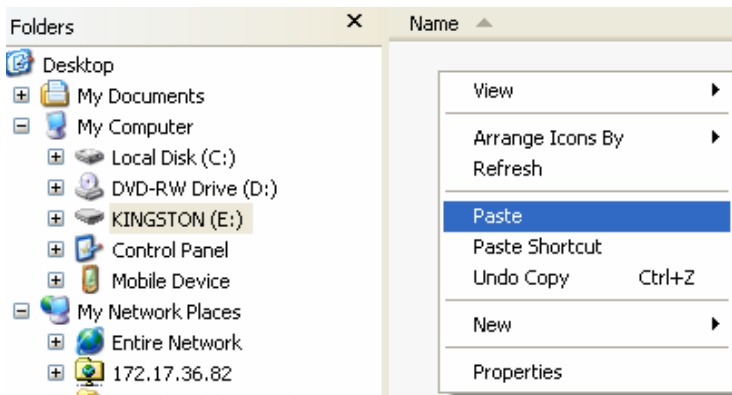 Folders
Desktop
My Documents
My Computer
Local Disk (C:)
DVD-RW Drive (D:)
KINGSTON (E:)
Control Panel
Mobile Device
My Network Places
Entire Network
172.17.36.82
Name
View
Arrange Icons By
Refresh
Paste
Paste Shortcut
Undo Copy Ctrl+Z
New
Properties